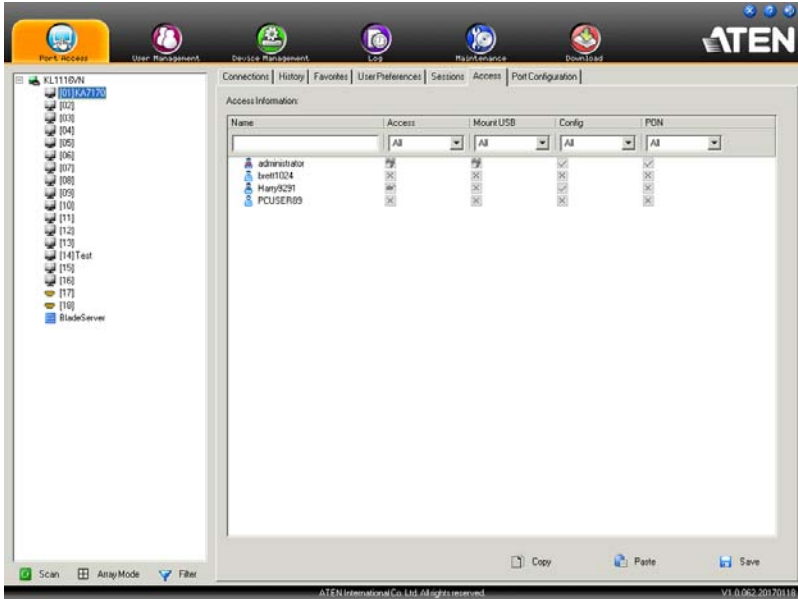 ATEN
Port Access
User Management
Device Management
Log
Maintenance
Download
KL1116VN
[01]KA7170
[02]
[03]
[04]
[05]
[06]
[07]
[08]
[09]
[10]
[11]
[12]
[13]
[14]Test
[15]
[16]
[17]
[18]
BladeServer
Connections History Favorites User Preferences Sessions Access Port Configuration
Access Information:
Name Access Mount USB Config PON
All All All All
administrator
brett1024
Harry9291
PCUSER89
Copy Paste Save
Scan Array Mode Filter
ATEN International Co. Ltd. All rights reserved.
V1.0.062.20170118